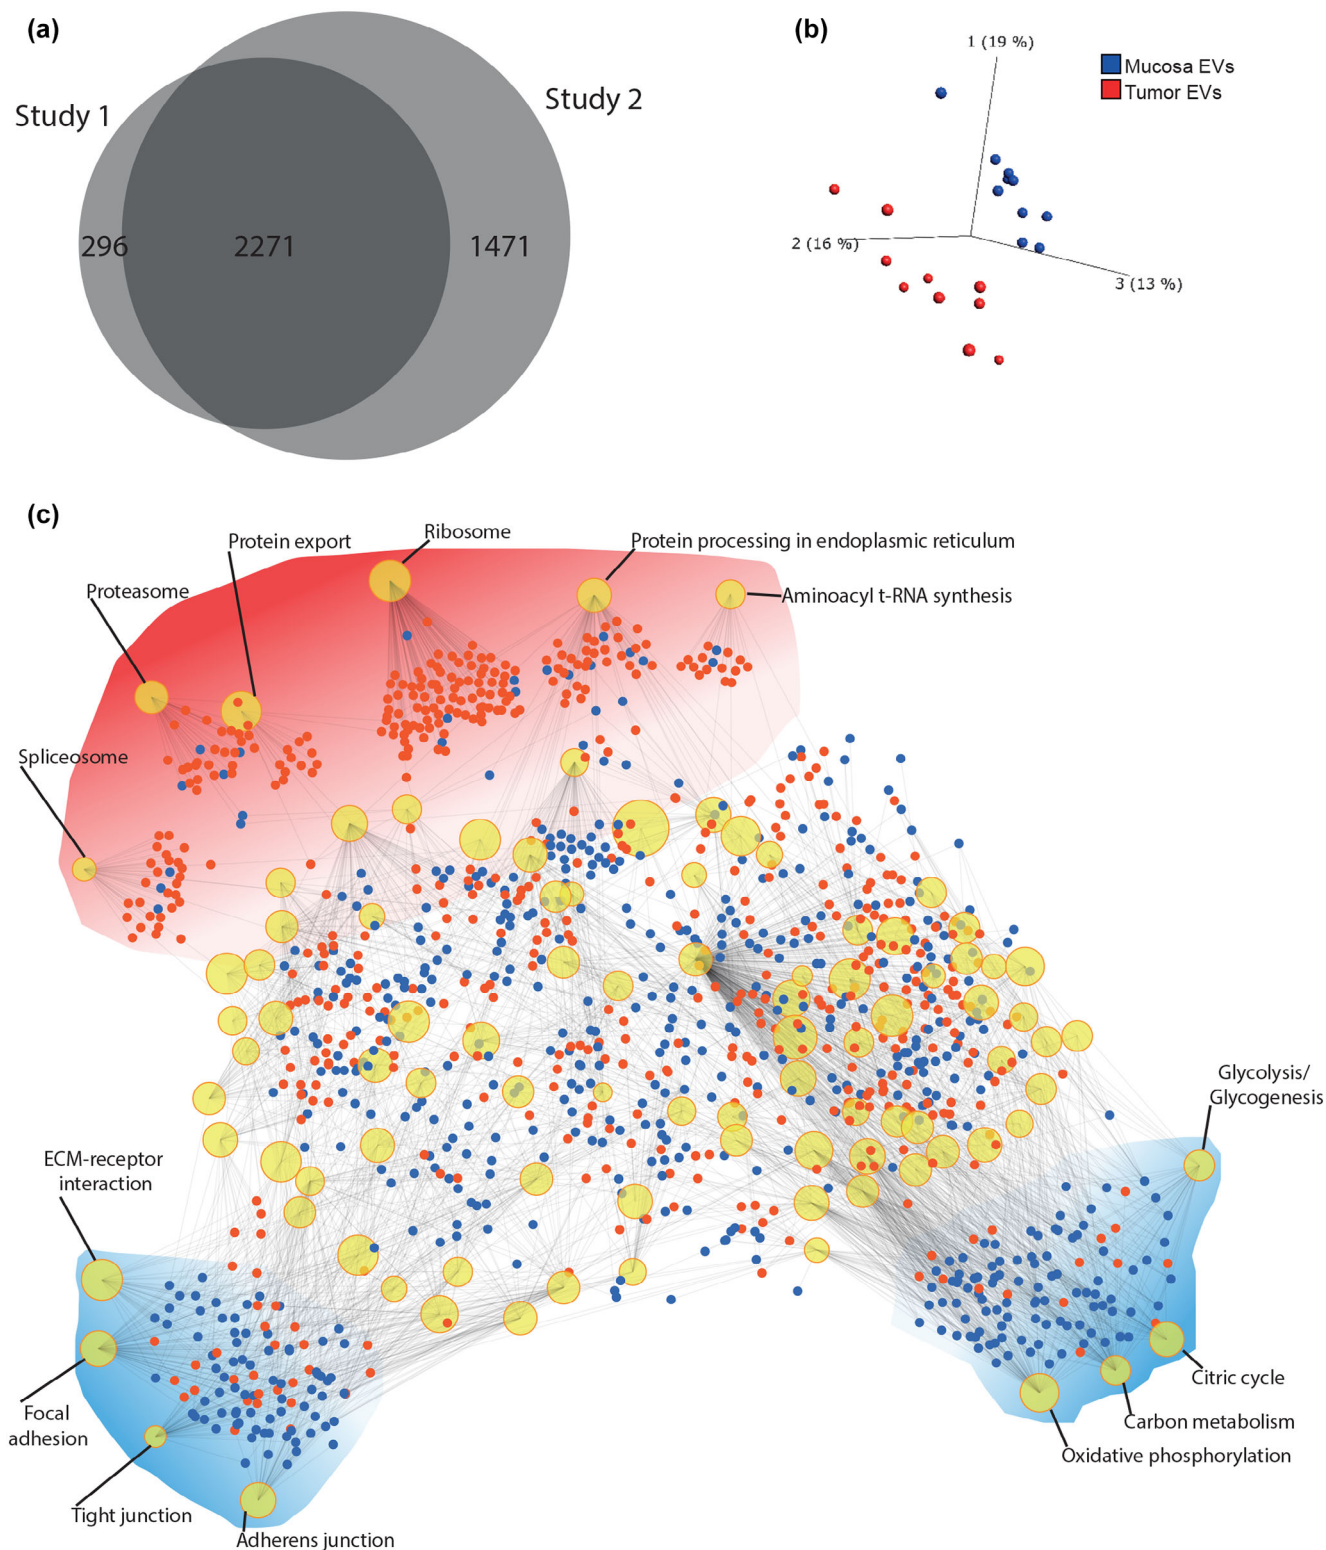 (a)
Study 1
Study 2
296
2271
1471
(b)
1 (19 %)
Mucosa EVs
Tumor EVs
2 (16 %)
3 (13 %)
(c)
Ribosome
Protein export
Protein processing in endoplasmic reticulum
Proteasome
Aminoacyl t-RNA synthesis
Spliceosome
Glycolysis/
Glycogenesis
ECM-receptor
interaction
Citric cycle
Focal
adhesion
Carbon metabolism
Oxidative phosphorylation
Tight junction
Adherens junction